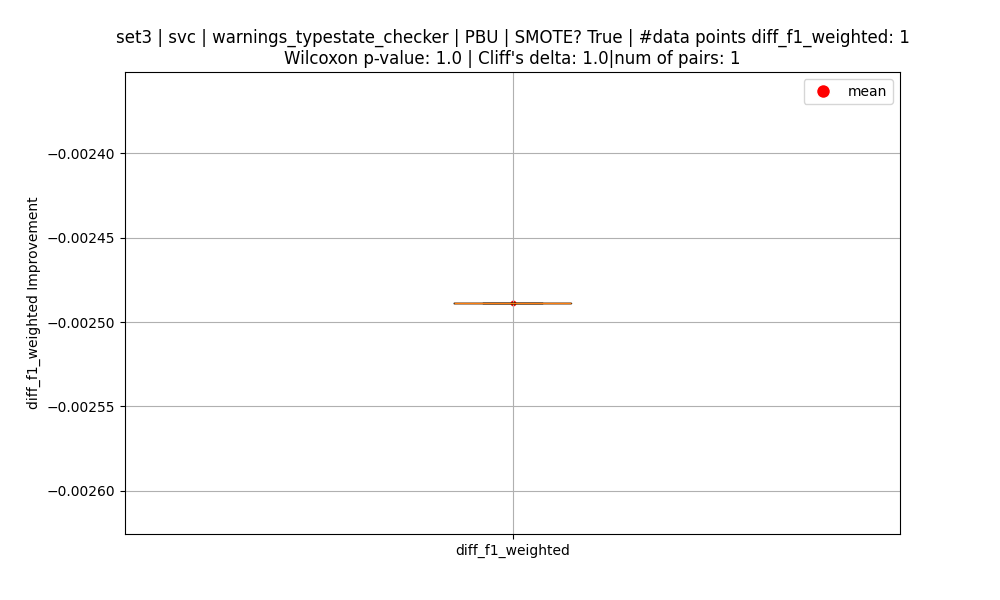 set3 | svc | warnings_typestate_checker | PBU | SMOTE? True | #data points diff_f1_weighted: 1
Wilcoxon p-value: 1.0 | Cliff's delta: 1.0|num of pairs: 1
mean
−0.00240
−0.00245
−0.00250
−0.00255
−0.00260
diff_f1_weighted Improvement
diff_f1_weighted